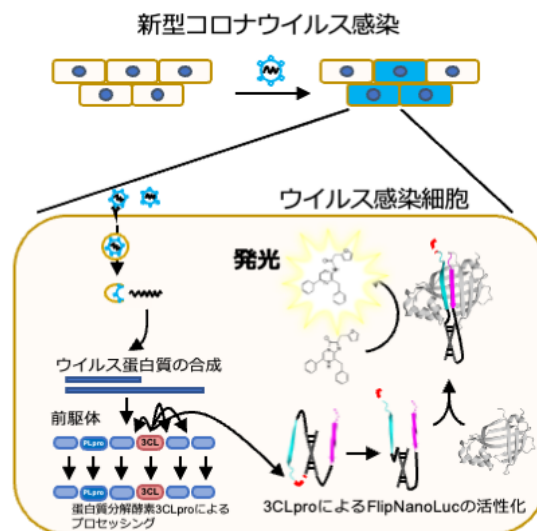 新型コロナウイルス感染
ウイルス感染細胞
発光
ウイルス蛋白質の合成
前駆体
PLpro
3CL
PLpro
3CL
蛋白質分解酵素3CLproによる
プロセッシング
3CLproによるFlipNanoLucの活性化